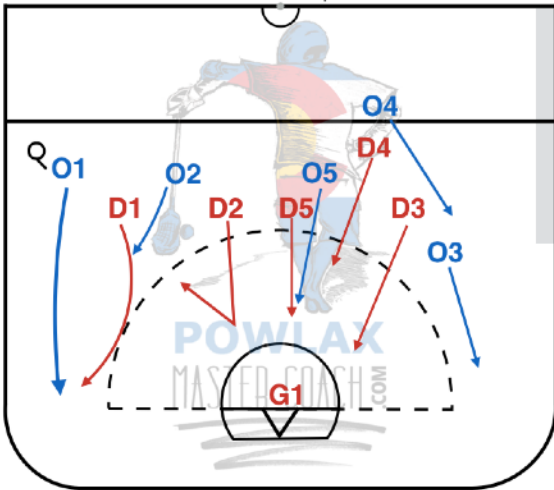 O4
D4
O1
O2
O5
D1
D2
D5
D3
O3
POWLAX
MASTER COACH
.COM
G1